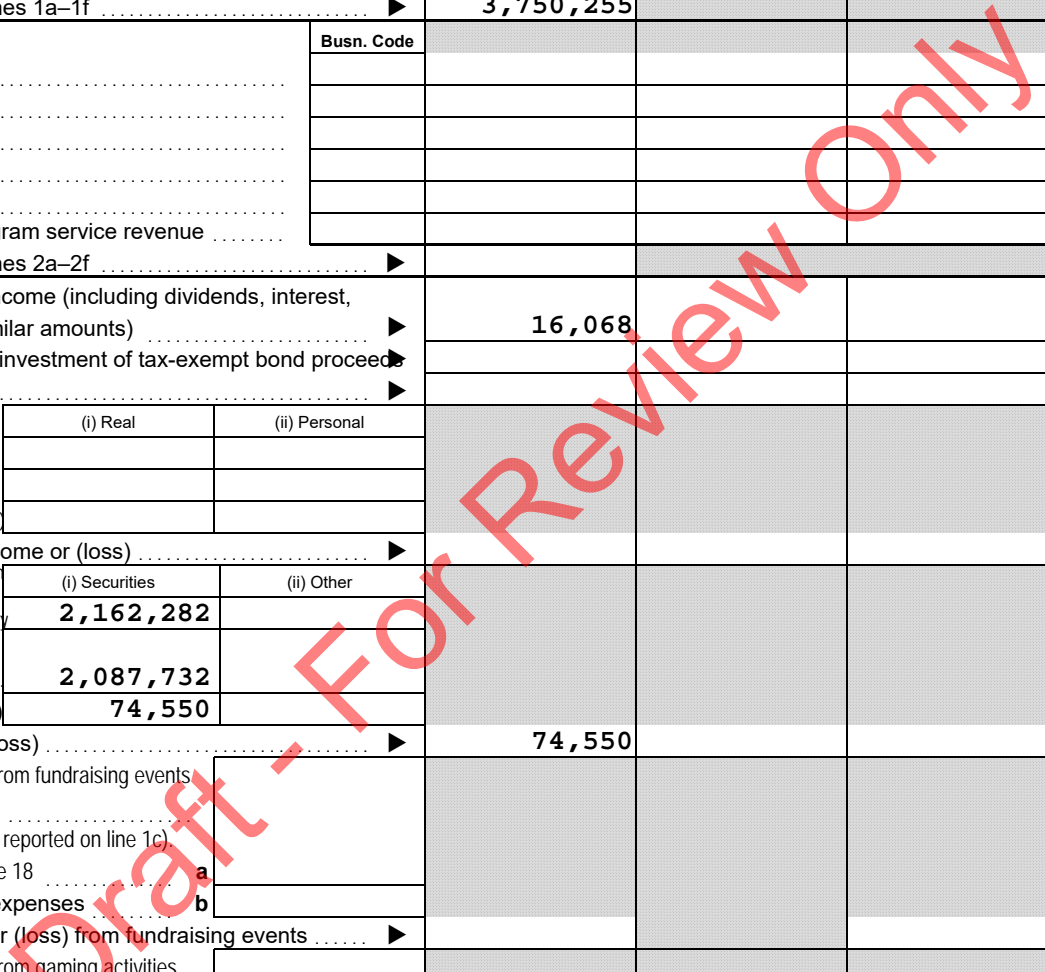 nes 1a–1f ▶ 3,750,255
Busn. Code
ram service revenue
nes 2a–2f ▶
come (including dividends, interest,
nilar amounts) ▶ 16,068
investment of tax-exempt bond proceeds ▶
▶
(i) Real (ii) Personal
ome or (loss) ▶
(i) Securities (ii) Other
y 2,162,282
2,087,732
) 74,550
oss) ▶ 74,550
rom fundraising events
reported on line 1c).
e 18 a
expenses b
r (loss) from fundraising events ▶
rom gaming activities
Draft - For Review Only